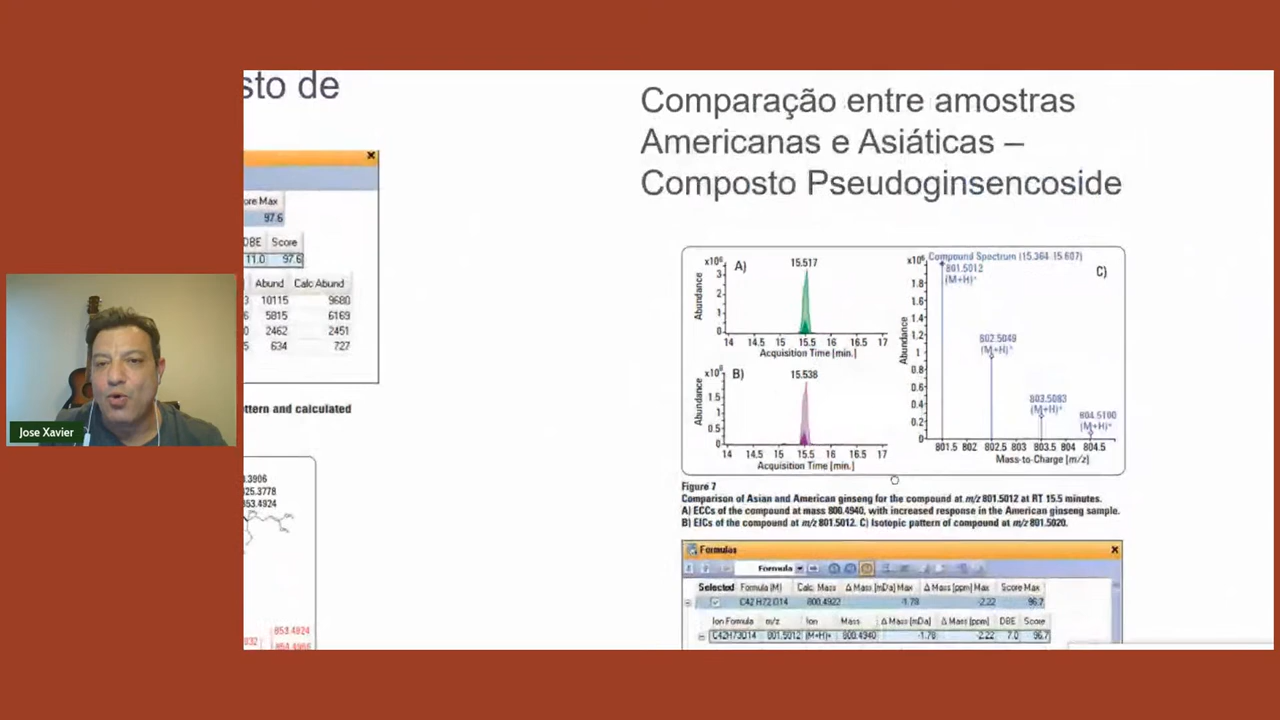 sto de
ore Max
97.6
DBE Score
11.0 97.6
Abund Calc Abund
3 10115 9680
6 5815 6169
0 2462 2451
5 634 727
ttern and calculated
3.3906
25.3778
353.4924
853.4924
Comparação entre amostras
Americanas e Asiáticas –
Composto Pseudoginsencoside
A)
15.517
x10⁶
3
2
1
0
Abundance
14 14.5 15 15.5 16 16.5 17
Acquisition Time [min.]
B)
15.538
Abundance
1
0.5
0
14 14.5 15 15.5 16 16.5 17
Acquisition Time [min.]
Compound Spectrum (15.364-15.607)
C)
x10⁶
801.5012
(M+H)⁺
802.5049
(M+H)⁺
803.5083
(M+H)⁺
804.5100
(M+H)⁺
1.8
1.6
1.4
1.2
1
0.8
0.6
0.4
0.2
0
Abundance
801.5 802 802.5 803 803.5 804 804.5
Mass-to-Charge [m/z]
Figure 7
Comparison of Asian and American ginseng for the compound at m/z 801.5012 at RT 15.5 minutes.
A) ECCs of the compound at mass 800.4940, with increased response in the American ginseng sample.
B) EICs of the compound at m/z 801.5012. C) Isotopic pattern of compound at m/z 801.5020.
Formulas
Formula
Selected Formula (M) Calc. Mass Δ Mass [mDa] Max Δ Mass [ppm] Max Score Max
C42 H72 O14 800.4922 -1.78 -2.22 96.7
Ion Formula m/z Ion Mass Δ Mass [mDa] Δ Mass [ppm] DBE Score
C42H73O14 801.5012 (M+H)+ 800.4940 -1.78 -2.22 7.0 96.7
Jose Xavier